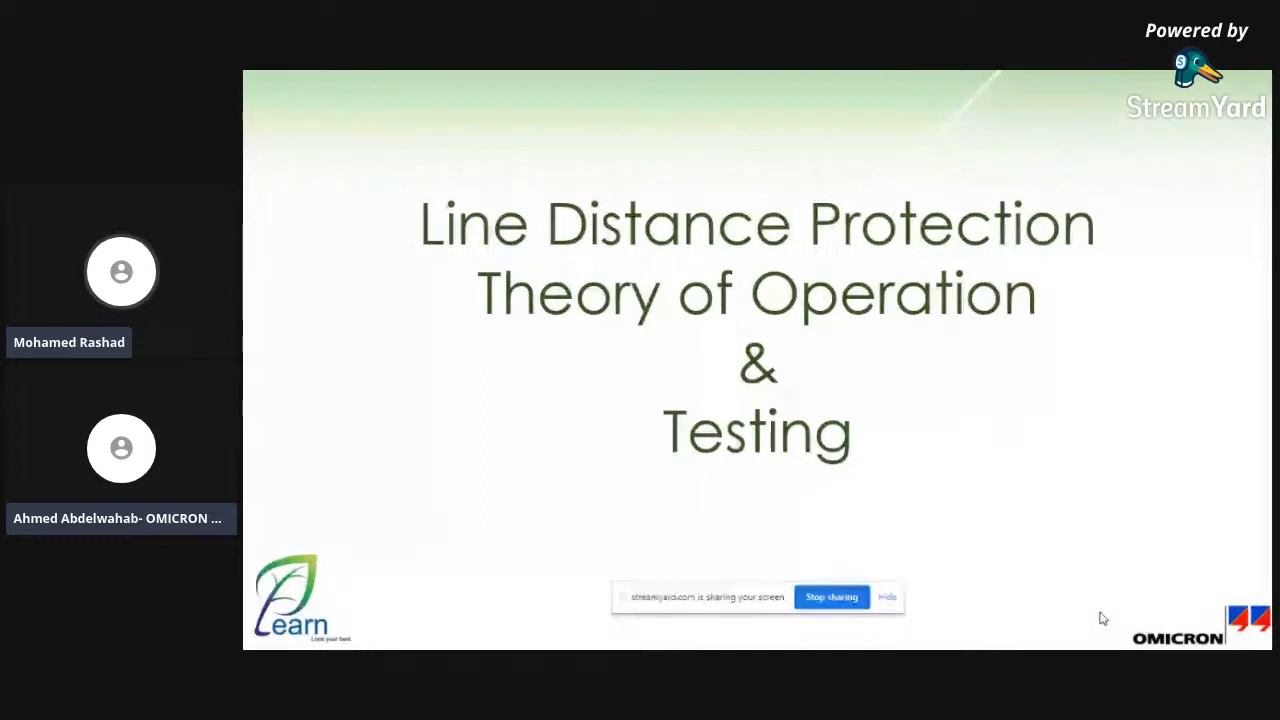 Powered by
StreamYard
Line Distance Protection
Theory of Operation
&
Testing
Mohamed Rashad
Ahmed Abdelwahab- OMICRON ...
streamyard.com is sharing your screen
Stop sharing
Hide
Learn
OMICRON